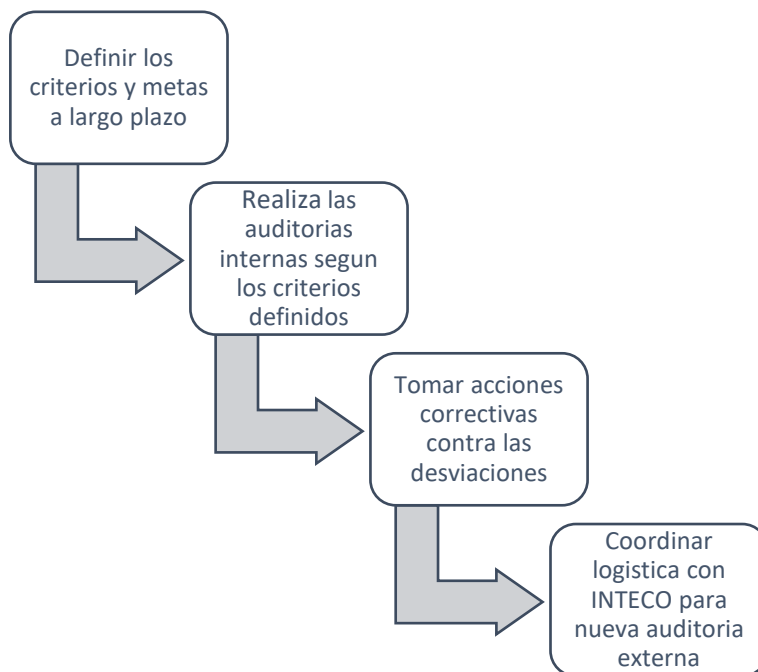 Definir los
criterios y metas
a largo plazo
Realiza las
auditorias
internas segun
los criterios
definidos
Tomar acciones
correctivas
contra las
desviaciones
Coordinar
logistica con
INTECO para
nueva auditoria
externa